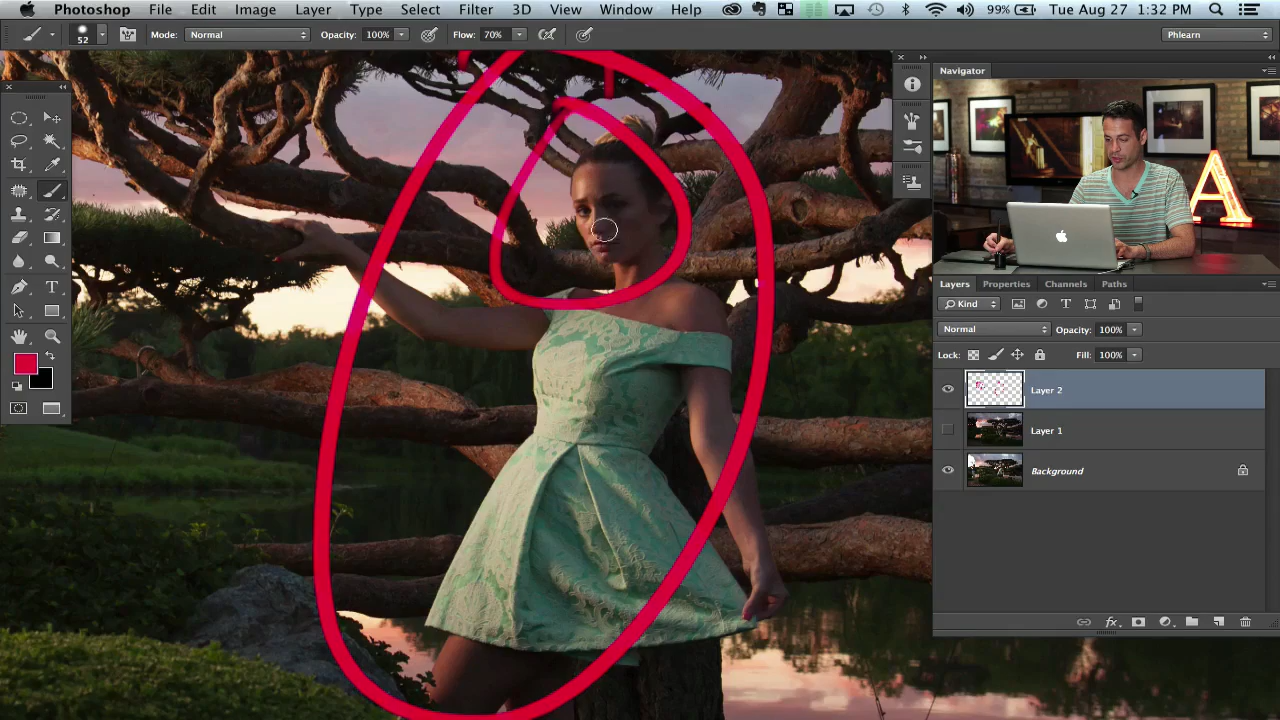 Photoshop File Edit Image Layer Type Select Filter 3D View Window Help 99% Tue Aug 27 1:32 PM
52 Mode: Normal Opacity: 100% Flow: 70% Phlearn
Navigator
A
Layers Properties Channels Paths
Kind
Normal Opacity: 100%
Lock: Fill: 100%
Layer 2
Layer 1
Background